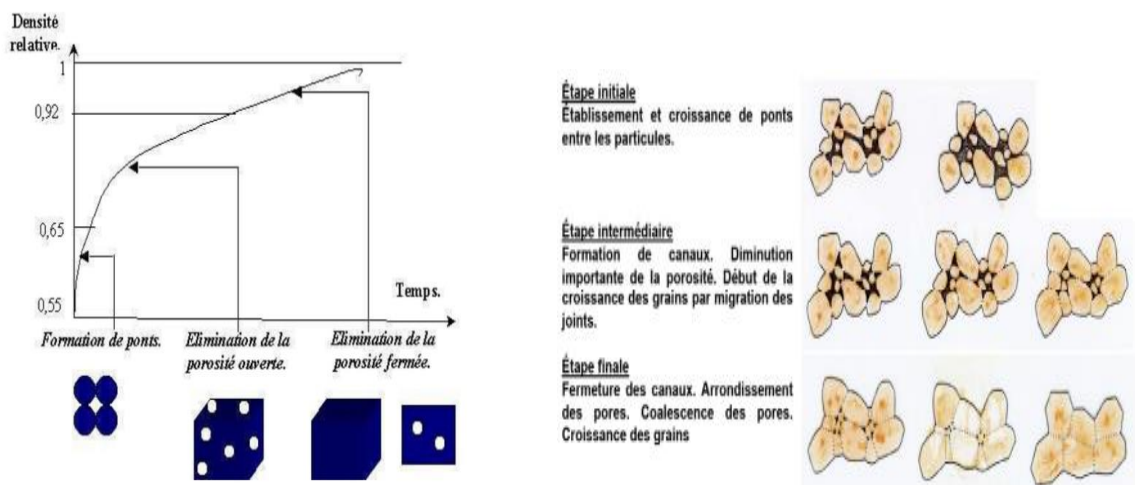 Densité
relative.
1
0,92
0,65
0,55
Temps.
Formation de ponts.
Elimination de la
porosité ouverte.
Elimination de la
porosité fermée.
Étape initiale
Établissement et croissance de ponts
entre les particules.
Étape intermédiaire
Formation de canaux. Diminution
importante de la porosité. Début de la
croissance des grains par migration des
joints.
Étape finale
Fermeture des canaux. Arrondissement
des pores. Coalescence des pores.
Croissance des grains